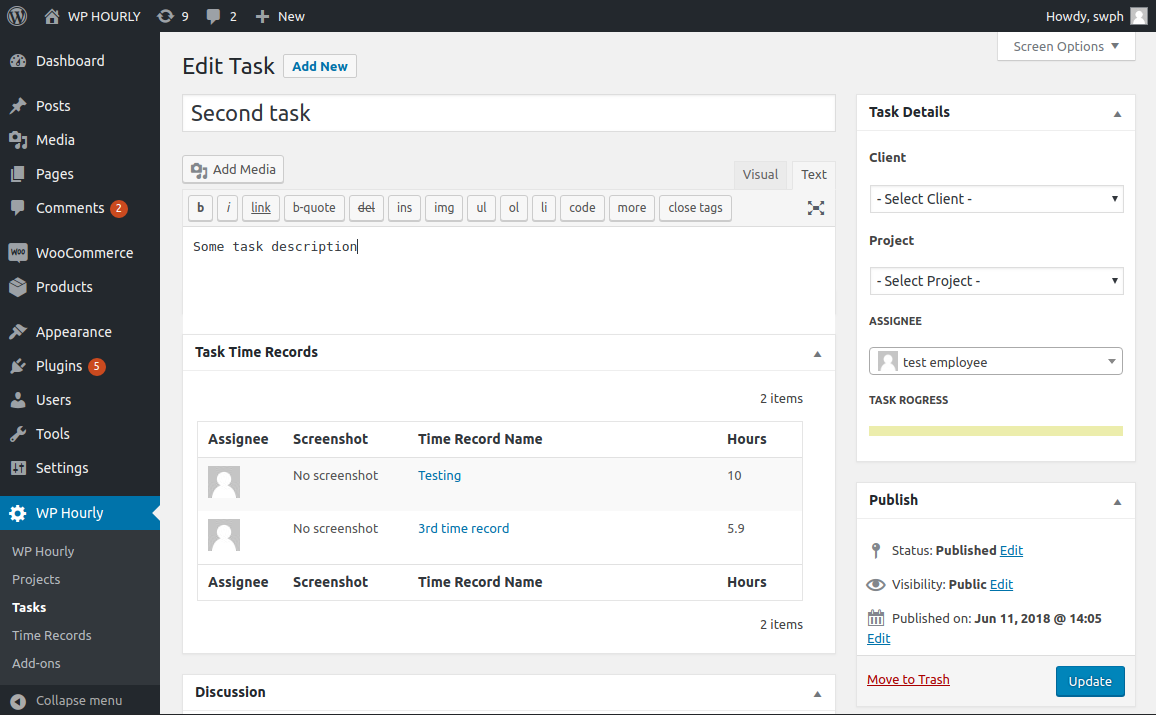 WP HOURLY 9 2 New Howdy, swph
Screen Options
Dashboard
Posts
Media
Pages
Comments 2
WooCommerce
Products
Appearance
Plugins 5
Users
Tools
Settings
WP Hourly
WP Hourly
Projects
Tasks
Time Records
Add-ons
Collapse menu
Edit Task Add New
Second task
Add Media
Visual Text
b i link b-quote del ins img ul ol li code more close tags
Some task description
Task Time Records
2 items
Assignee Screenshot Time Record Name Hours
No screenshot Testing 10
No screenshot 3rd time record 5.9
Assignee Screenshot Time Record Name Hours
2 items
Discussion
Task Details
Client
- Select Client -
Project
- Select Project -
ASSIGNEE
test employee
TASK ROGRESS
Publish
Status: Published Edit
Visibility: Public Edit
Published on: Jun 11, 2018 @ 14:05
Edit
Move to Trash Update